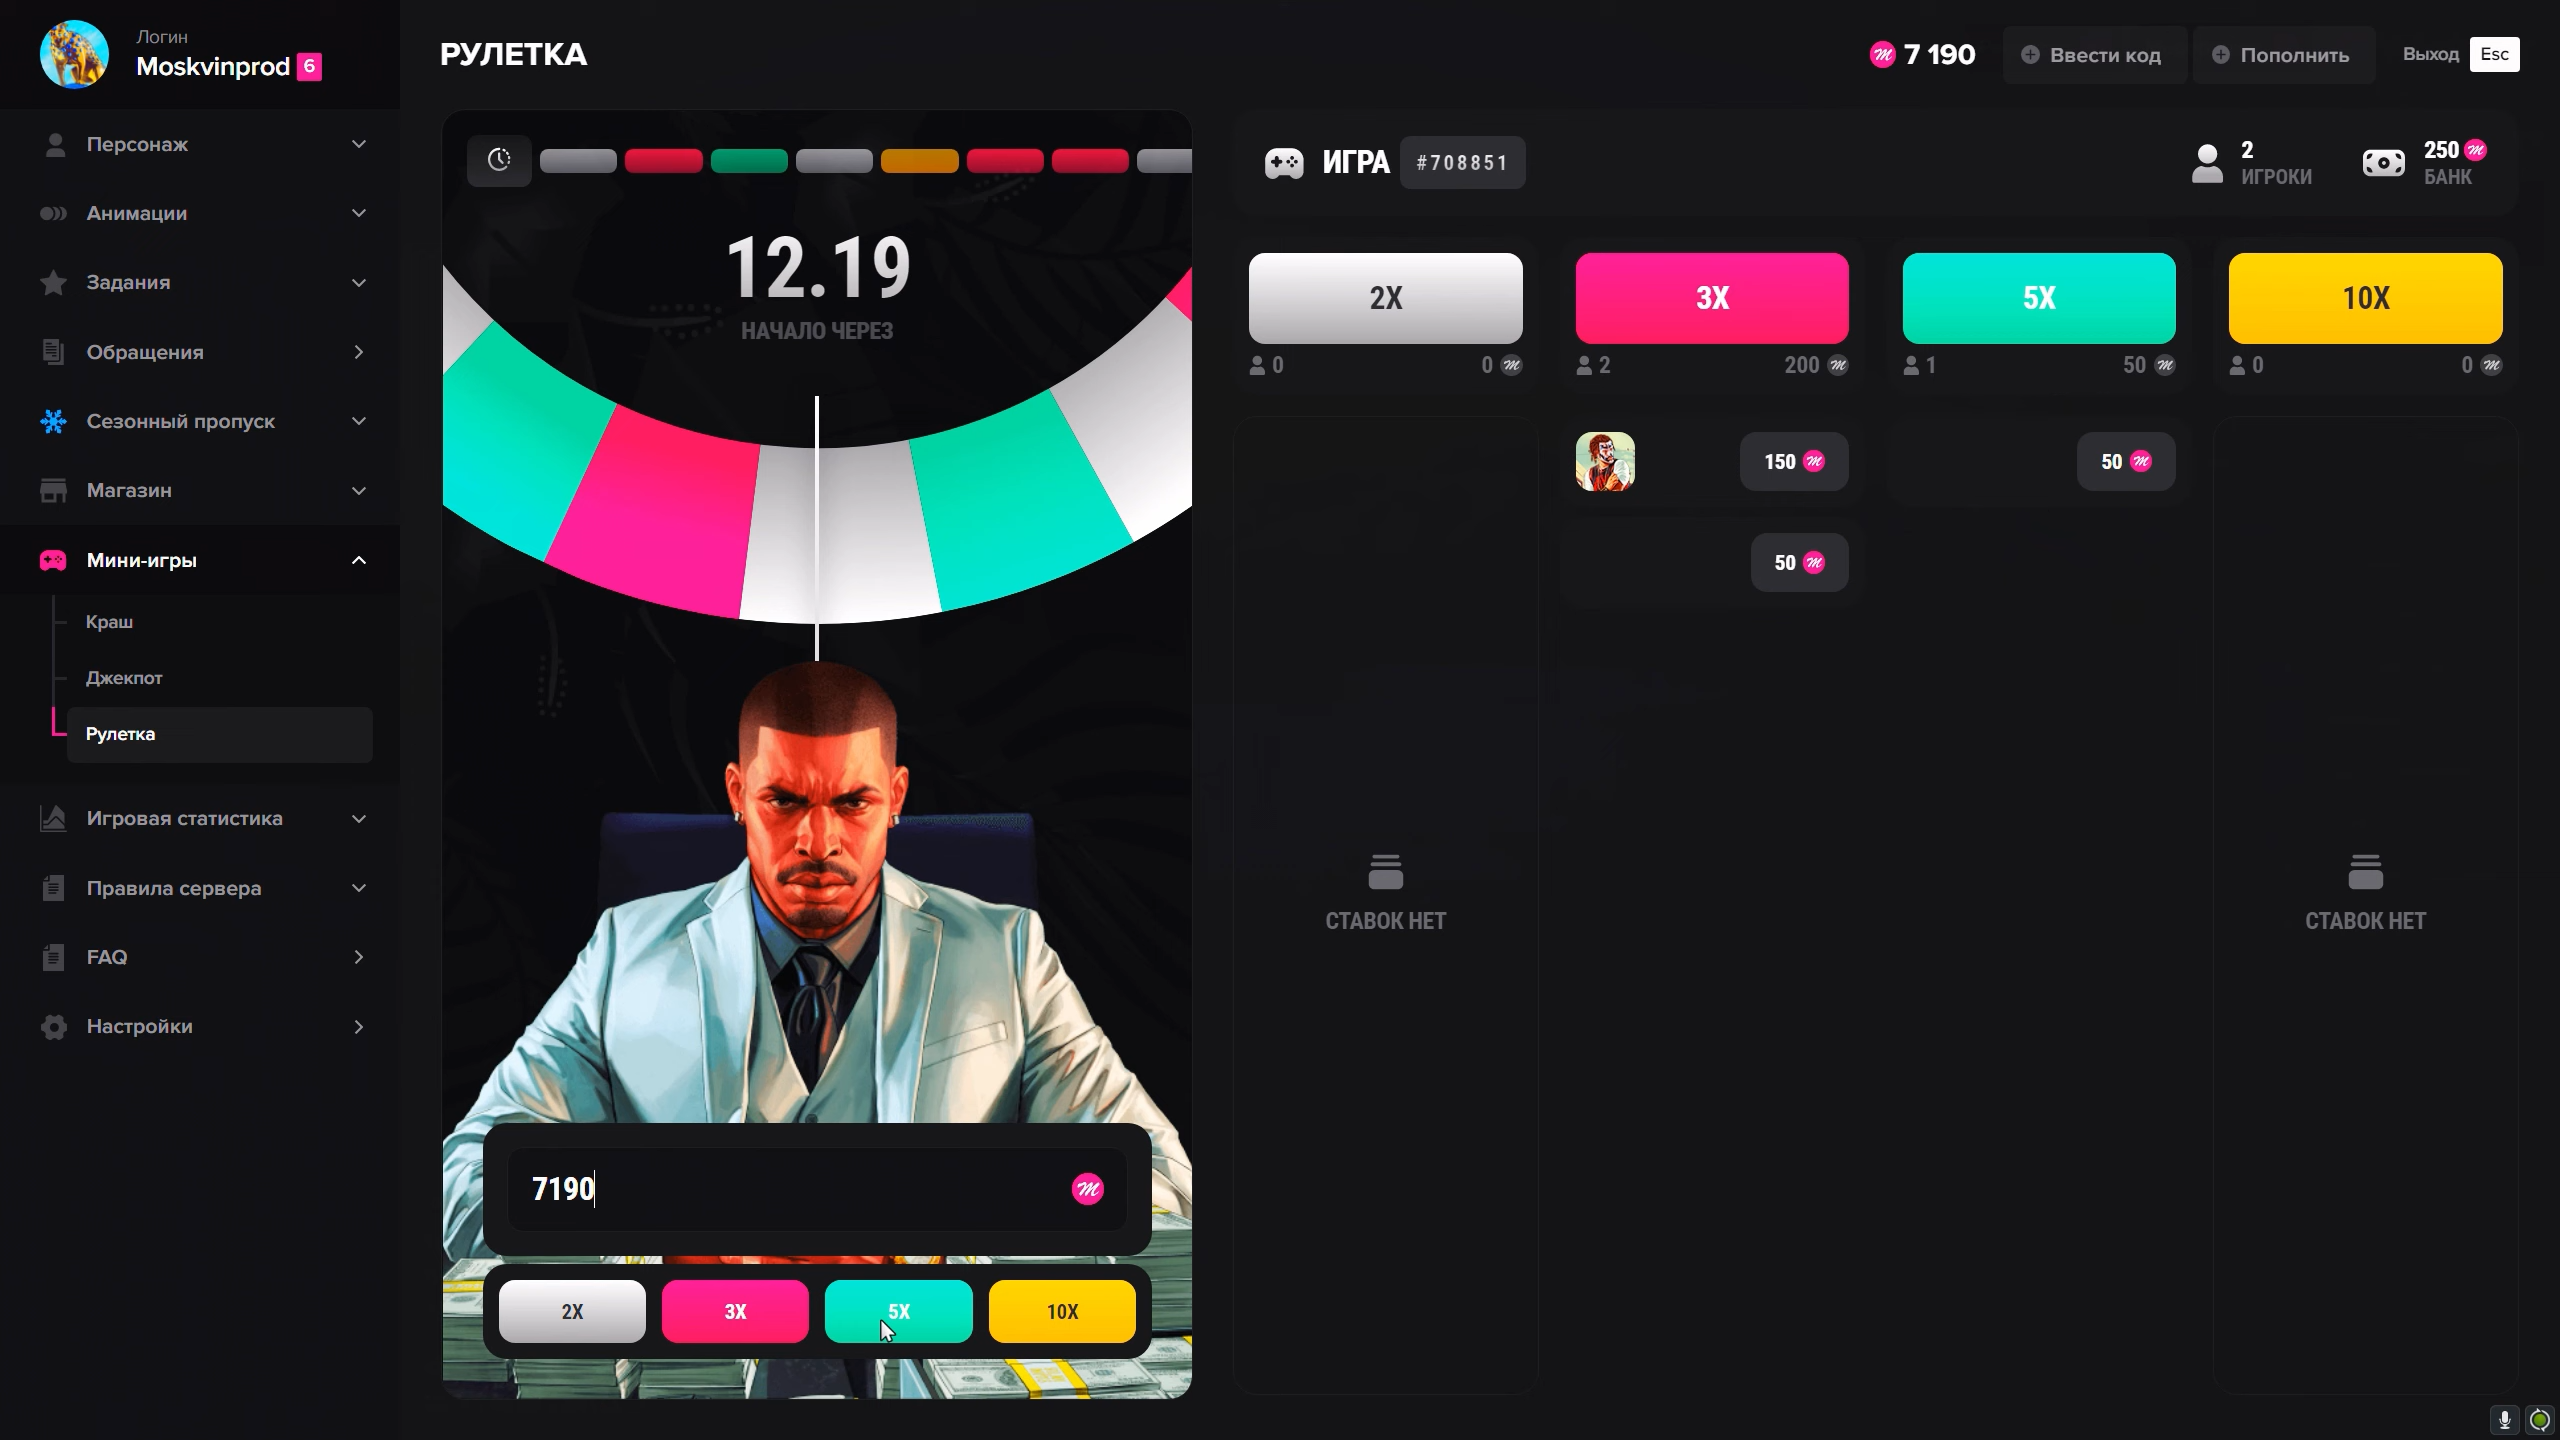 Логин
Moskvinprod 6
Персонаж
Анимации
Задания
Обращения
Сезонный пропуск
Магазин
Мини-игры
Краш
Джекпот
Рулетка
Игровая статистика
Правила сервера
FAQ
Настройки
РУЛЕТКА
7 190
Ввести код
Пополнить
Выход Esc
12.19
НАЧАЛО ЧЕРЕЗ
7190
2X 3X 5X 10X
ИГРА #708851
2
ИГРОКИ
250
БАНК
2X 3X 5X 10X
0 0 2 200 1 50 0 0
150 50
50
СТАВОК НЕТ
СТАВОК НЕТ